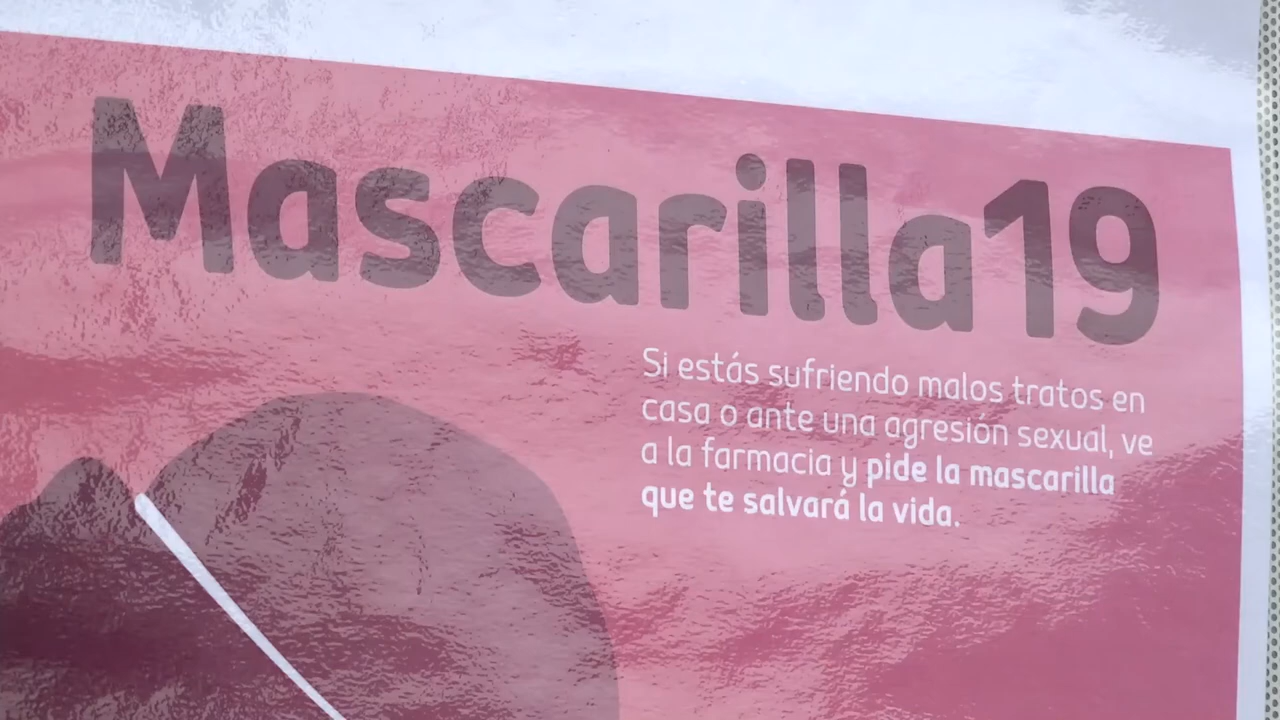 Mascarilla19
Si estás sufriendo malos tratos en
casa o ante una agresión sexual, ve
a la farmacia y pide la mascarilla
que te salvará la vida.